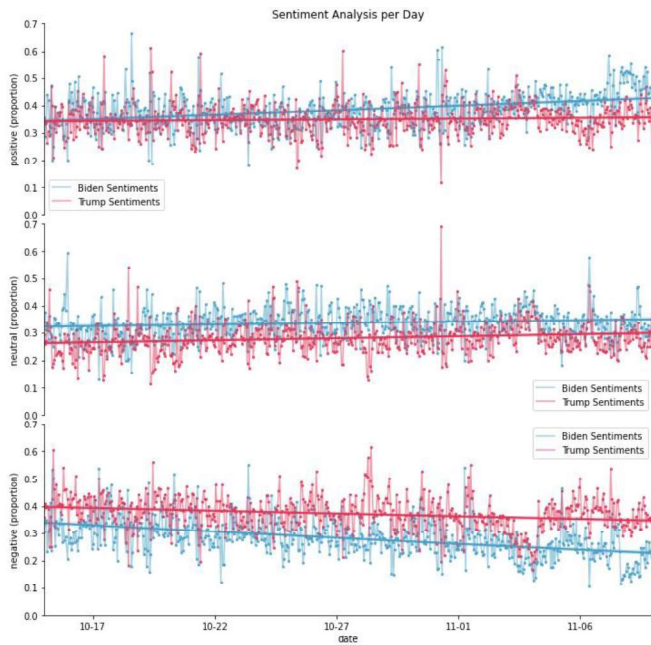 Sentiment Analysis per Day
positive (proportion)
0.7
0.6
0.5
0.4
0.3
0.2
0.1
0.0
Biden Sentiments
Trump Sentiments
neutral (proportion)
0.7
0.6
0.5
0.4
0.3
0.2
0.1
0.0
Biden Sentiments
Trump Sentiments
negative (proportion)
0.7
0.6
0.5
0.4
0.3
0.2
0.1
0.0
Biden Sentiments
Trump Sentiments
10-17 10-22 10-27 11-01 11-06
date